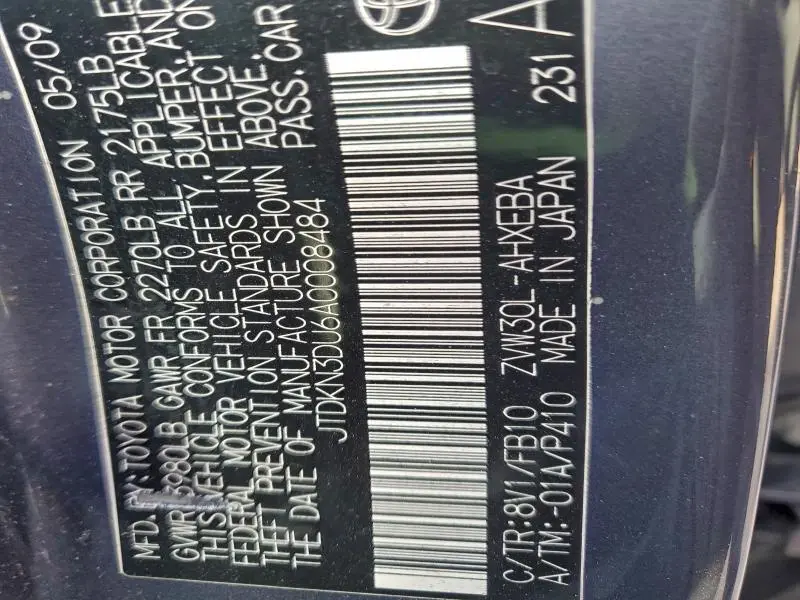 MFD. BY: TOYOTA MOTOR CORPORATION 05/09
GVWR 3980LB GAWR FR 2270LB RR 2175LB
THIS VEHICLE CONFORMS TO ALL APPLICABLE
FEDERAL MOTOR VEHICLE SAFETY, BUMPER, AND
THEFT PREVENTION STANDARDS IN EFFECT ON
THE DATE OF MANUFACTURE SHOWN ABOVE.
JTDKN3DU6A0008484 PASS. CAR
C/TR:8V1/FB10 ZVW30L-AHXEBA
A/TM:-01A/P410 MADE IN JAPAN 231
A